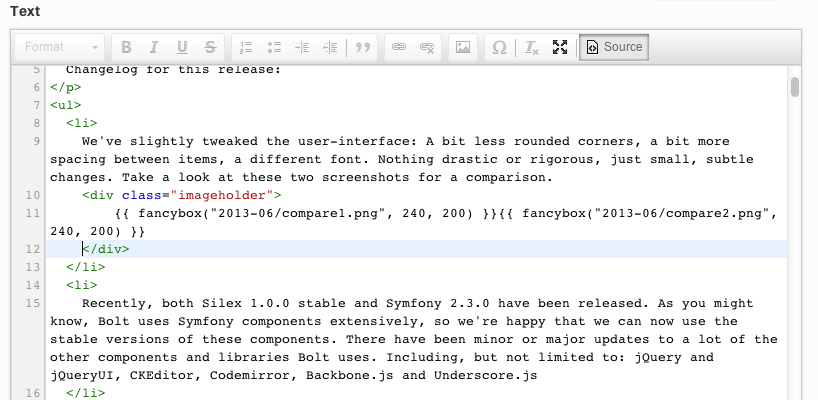 Text
Format B I U S Ω Tx Source
5 Changelog for this release:
6 </p>
7 <ul>
8 <li>
9 We've slightly tweaked the user-interface: A bit less rounded corners, a bit more
spacing between items, a different font. Nothing drastic or rigorous, just small, subtle
changes. Take a look at these two screenshots for a comparison.
10 <div class="imageholder">
11 {{ fancybox("2013-06/compare1.png", 240, 200) }}{{ fancybox("2013-06/compare2.png",
240, 200) }}
12 </div>
13 </li>
14 <li>
15 Recently, both Silex 1.0.0 stable and Symfony 2.3.0 have been released. As you might
know, Bolt uses Symfony components extensively, so we're happy that we can now use the
stable versions of these components. There have been minor or major updates to a lot of the
other components and libraries Bolt uses. Including, but not limited to: jQuery and
jQueryUI, CKEditor, Codemirror, Backbone.js and Underscore.js
16 </li>